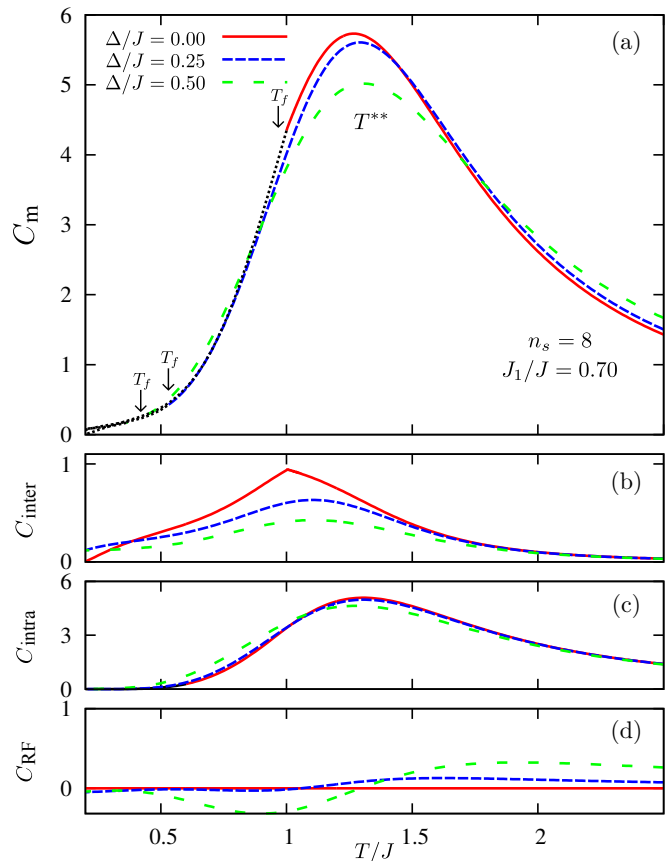 6
5
4
3
2
1
0
C_m
Δ/J = 0.00
Δ/J = 0.25
Δ/J = 0.50
(a)
T_f
T**
T_f
T_f
n_s = 8
J_1/J = 0.70
1
0
C_inter
(b)
6
3
0
C_intra
(c)
1
0
C_RF
(d)
0.5 1 1.5 2
T/J